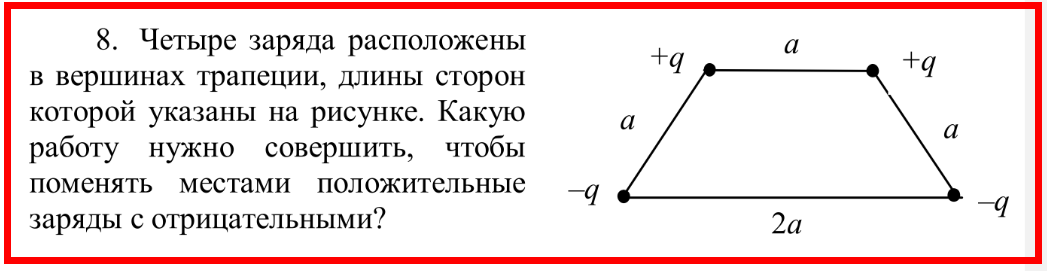 8. Четыре заряда расположены
в вершинах трапеции, длины сторон
которой указаны на рисунке. Какую
работу нужно совершить, чтобы
поменять местами положительные
заряды с отрицательными?
+q a +q
a a
–q 2a –q